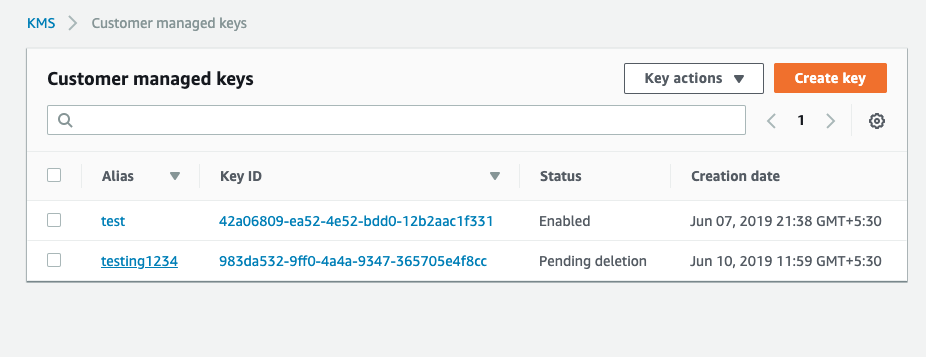 KMS > Customer managed keys
Customer managed keys
Key actions
Create key
1
Alias Key ID Status Creation date
test 42a06809-ea52-4e52-bdd0-12b2aac1f331 Enabled Jun 07, 2019 21:38 GMT+5:30
testing1234 983da532-9ff0-4a4a-9347-365705e4f8cc Pending deletion Jun 10, 2019 11:59 GMT+5:30